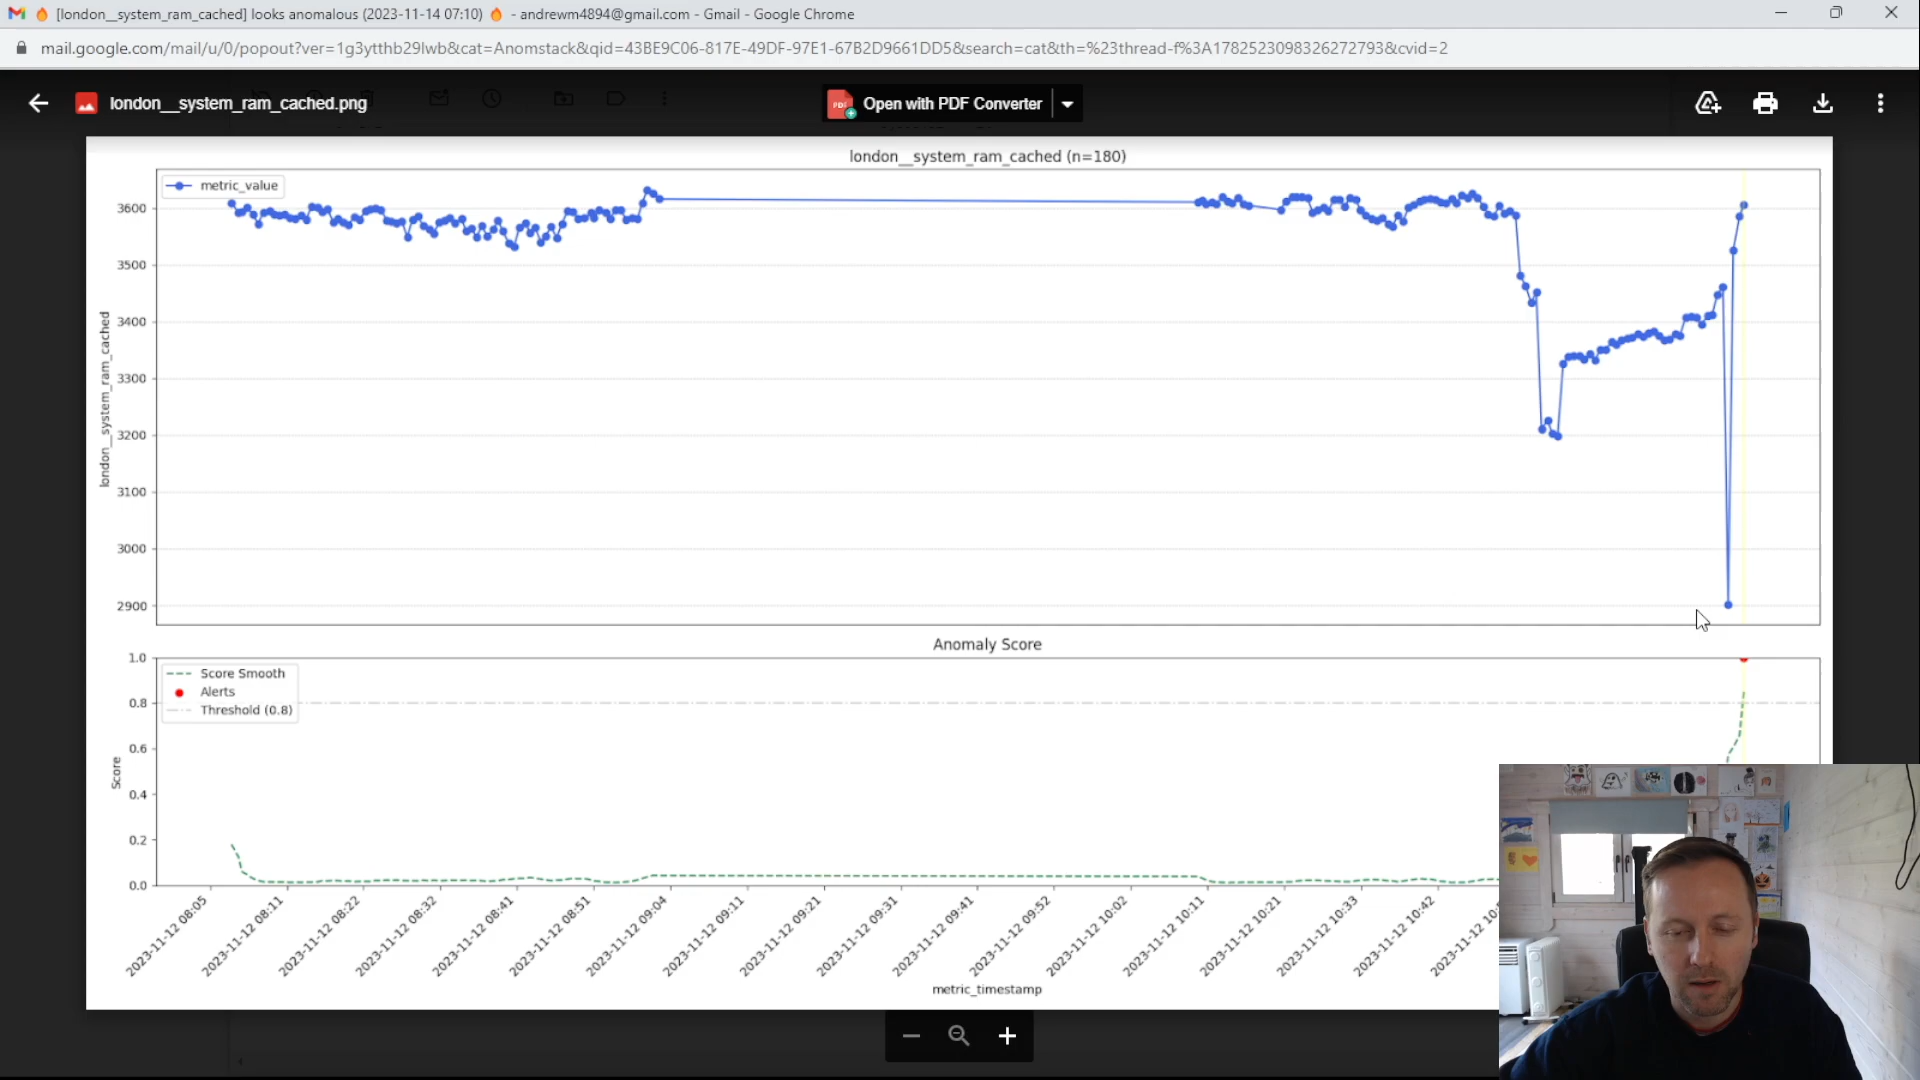 [london__system_ram_cached] looks anomalous (2023-11-14 07:10) - andrewm4894@gmail.com - Gmail - Google Chrome
mail.google.com/mail/u/0/popout?ver=1g3ytthb29lwb&cat=Anomstack&qid=43BE9C06-817E-49DF-97E1-67B2D9661DD5&search=cat&th=%23thread-f%3A1782523098326272793&cvid=2
london__system_ram_cached.png
Open with PDF Converter
london__system_ram_cached (n=180)
metric_value
3600
3500
3400
3300
3200
3100
3000
2900
london__system_ram_cached
Anomaly Score
Score Smooth
Alerts
Threshold (0.8)
1.0
0.8
0.6
0.4
0.2
0.0
Score
2023-11-12 08:05
2023-11-12 08:11
2023-11-12 08:22
2023-11-12 08:32
2023-11-12 08:41
2023-11-12 08:51
2023-11-12 09:04
2023-11-12 09:11
2023-11-12 09:21
2023-11-12 09:31
2023-11-12 09:41
2023-11-12 09:52
2023-11-12 10:02
2023-11-12 10:11
2023-11-12 10:21
2023-11-12 10:33
2023-11-12 10:42
2023-11-12
metric_timestamp